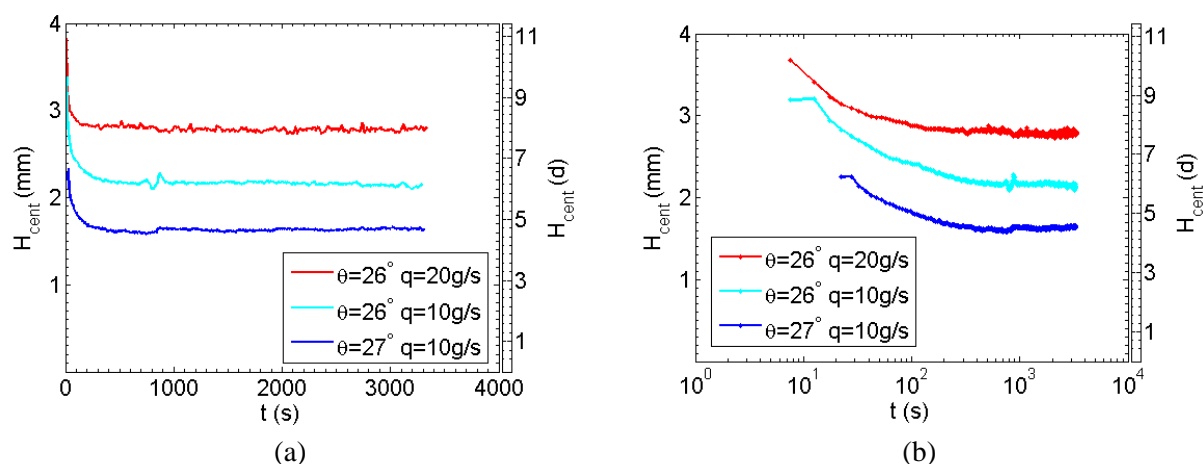 4
3
2
1
H_cent (mm)
11
9
7
5
3
1
H_cent (d)
θ=26° q=20g/s
θ=26° q=10g/s
θ=27° q=10g/s
0 1000 2000 3000 4000
t (s)
(a)
4
3
2
1
H_cent (mm)
11
9
7
5
3
1
H_cent (d)
θ=26° q=20g/s
θ=26° q=10g/s
θ=27° q=10g/s
10^0 10^1 10^2 10^3 10^4
t (s)
(b)